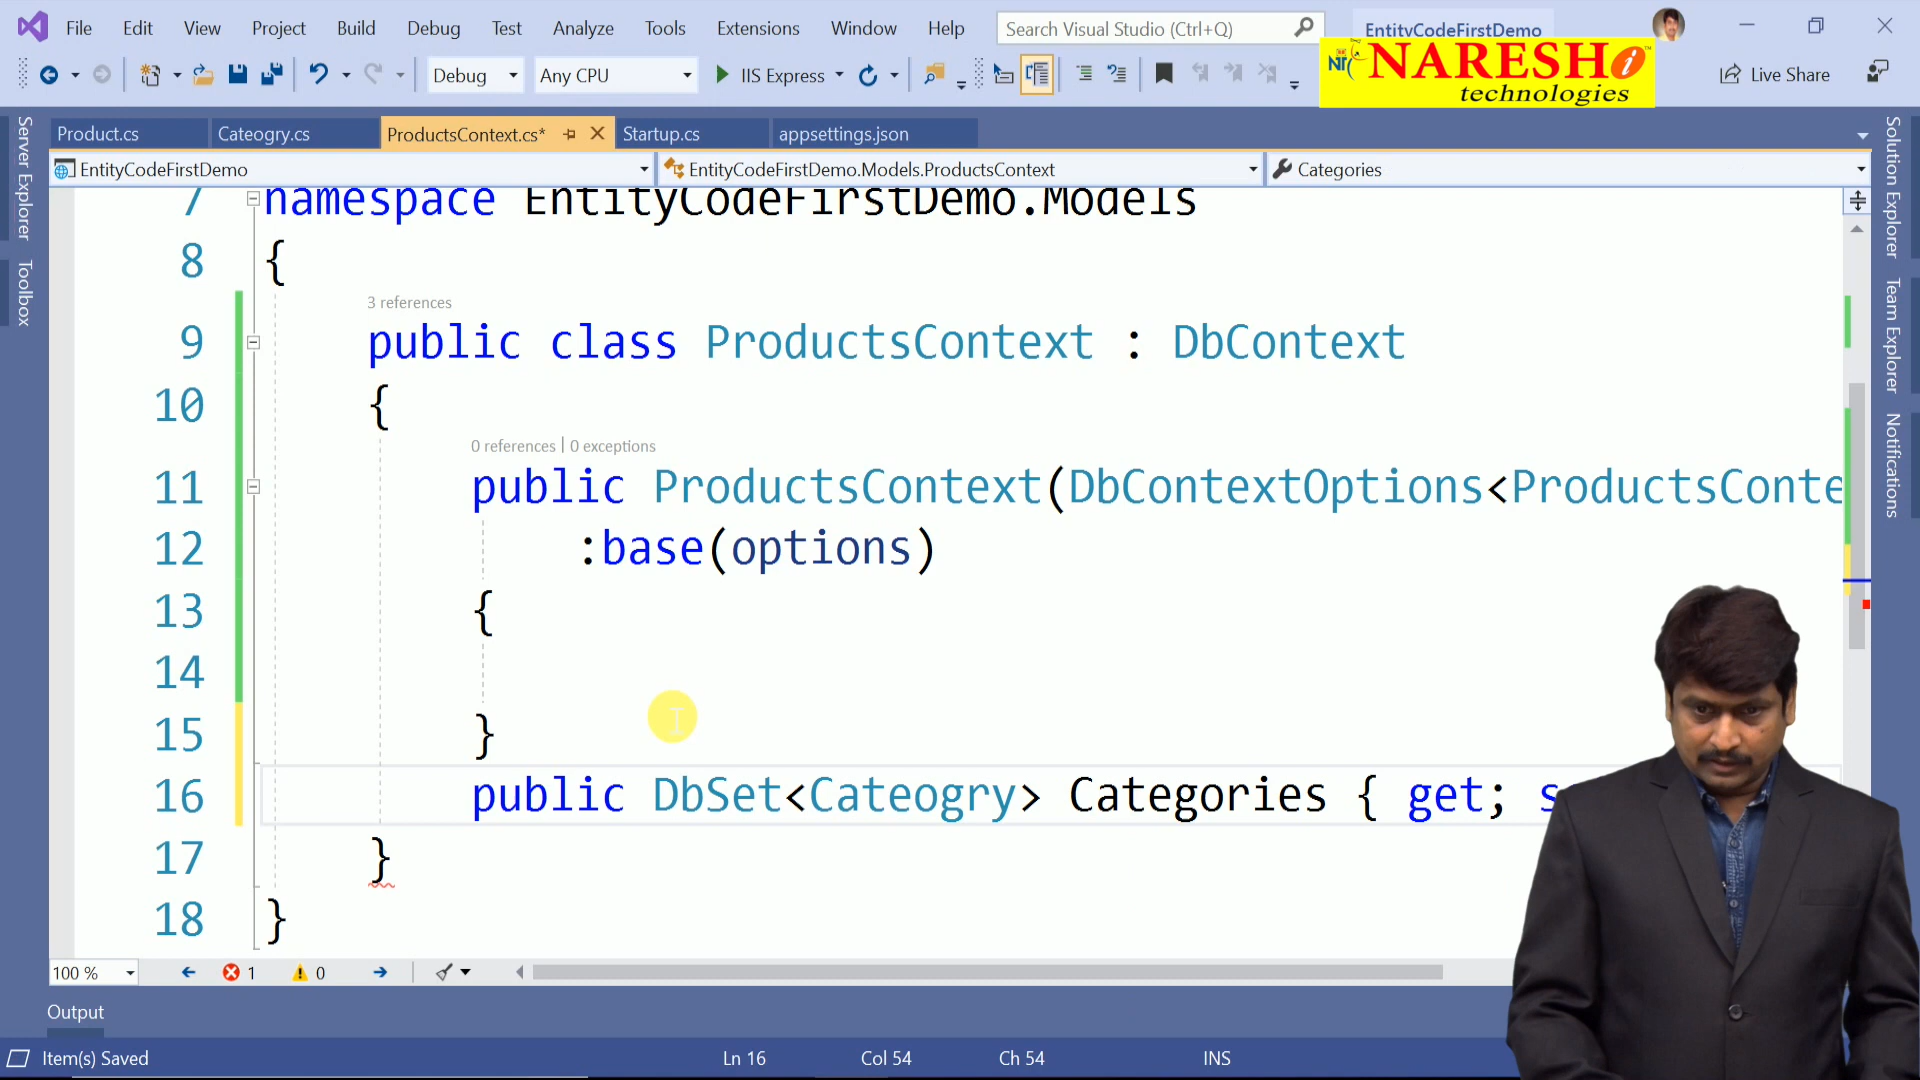 File Edit View Project Build Debug Test Analyze Tools Extensions Window Help Search Visual Studio (Ctrl+Q) EntityCodeFirstDemo
Debug Any CPU IIS Express Live Share
NARESH i ™
technologies
Product.cs Cateogry.cs ProductsContext.cs* Startup.cs appsettings.json
EntityCodeFirstDemo EntityCodeFirstDemo.Models.ProductsContext Categories
Server Explorer
Toolbox
Solution Explorer
Team Explorer
Notifications
7 namespace EntityCodeFirstDemo.Models
8 {
3 references
9 public class ProductsContext : DbContext
10 {
0 references | 0 exceptions
11 public ProductsContext(DbContextOptions<ProductsConte
12 :base(options)
13 {
14
15 }
16 public DbSet<Cateogry> Categories { get; s
17 }
18 }
100 % 1 0
Output
Item(s) Saved Ln 16 Col 54 Ch 54 INS